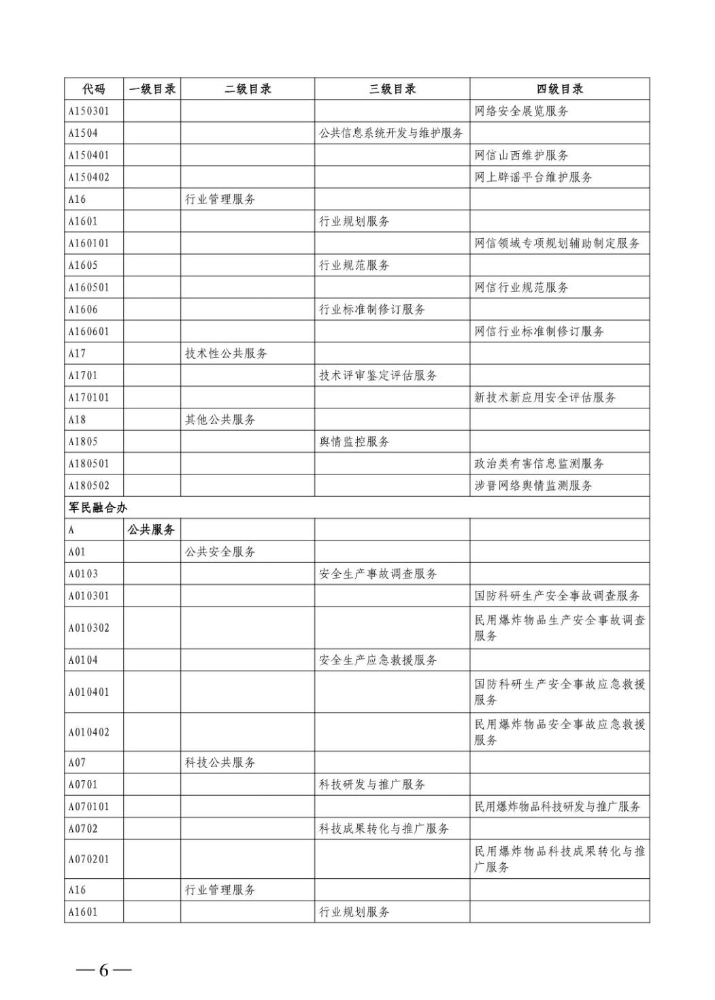 代码 一级目录 二级目录 三级目录 四级目录
A150301 网络安全展览服务
A1504 公共信息系统开发与维护服务
A150401 网信山西维护服务
A150402 网上辟谣平台维护服务
A16 行业管理服务
A1601 行业规划服务
A160101 网信领域专项规划辅助制定服务
A1605 行业规范服务
A160501 网信行业规范服务
A1606 行业标准制修订服务
A160601 网信行业标准制修订服务
A17 技术性公共服务
A1701 技术评审鉴定评估服务
A170101 新技术新应用安全评估服务
A18 其他公共服务
A1805 舆情监控服务
A180501 政治类有害信息监测服务
A180502 涉晋网络舆情监测服务
军民融合办
A 公共服务
A01 公共安全服务
A0103 安全生产事故调查服务
A010301 国防科研生产安全事故调查服务
A010302 民用爆炸物品生产安全事故调查
服务
A0104 安全生产应急救援服务
A010401 国防科研生产安全事故应急救援
服务
A010402 民用爆炸物品安全事故应急救援
服务
A07 科技公共服务
A0701 科技研发与推广服务
A070101 民用爆炸物品科技研发与推广服务
A0702 科技成果转化与推广服务
A070201 民用爆炸物品科技成果转化与推
广服务
A16 行业管理服务
A1601 行业规划服务
— 6 —